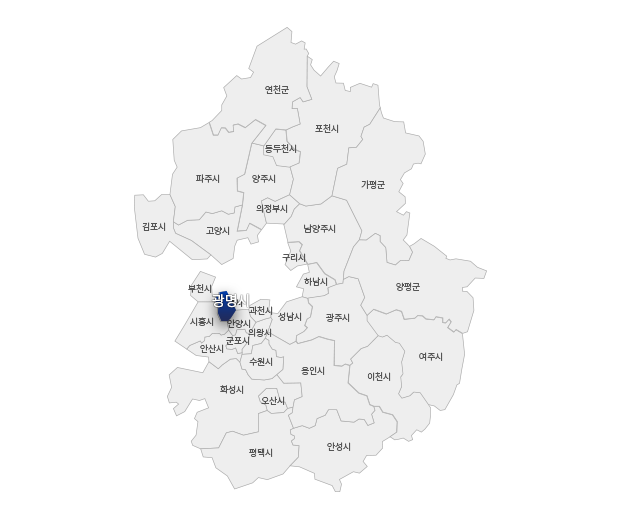 연천군
포천시
동두천시
파주시
양주시
가평군
의정부시
김포시
고양시
남양주시
구리시
하남시
양평군
부천시
광명시
과천시
성남시
광주시
시흥시
안양시
의왕시
군포시
안산시
수원시
여주시
용인시
이천시
화성시
오산시
안성시
평택시